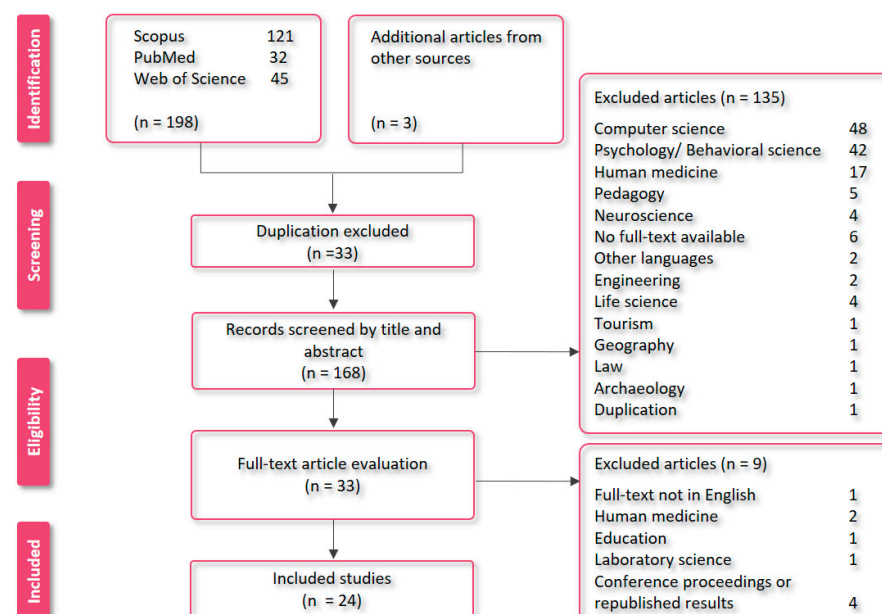 Identification
Scopus 121
PubMed 32
Web of Science 45
(n = 198)
Additional articles from
other sources
(n = 3)
Screening
Duplication excluded
(n =33)
Records screened by title and
abstract
(n = 168)
Excluded articles (n = 135)
Computer science 48
Psychology/ Behavioral science 42
Human medicine 17
Pedagogy 5
Neuroscience 4
No full-text available 6
Other languages 2
Engineering 2
Life science 4
Tourism 1
Geography 1
Law 1
Archaeology 1
Duplication 1
Eligibility
Full-text article evaluation
(n = 33)
Excluded articles (n = 9)
Full-text not in English 1
Human medicine 2
Education 1
Laboratory science 1
Conference proceedings or
republished results 4
Included
Included studies
(n = 24)